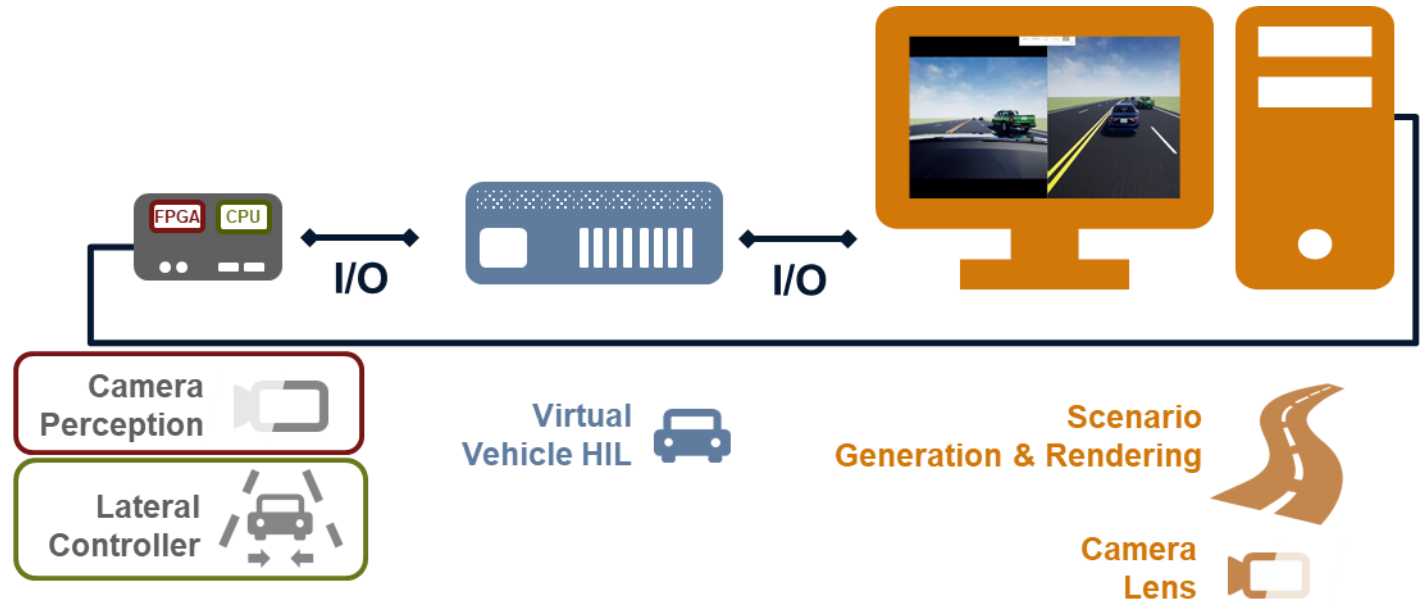 FPGA CPU
I/O
I/O
Camera
Perception
Lateral
Controller
Virtual
Vehicle HIL
Scenario
Generation & Rendering
Camera
Lens